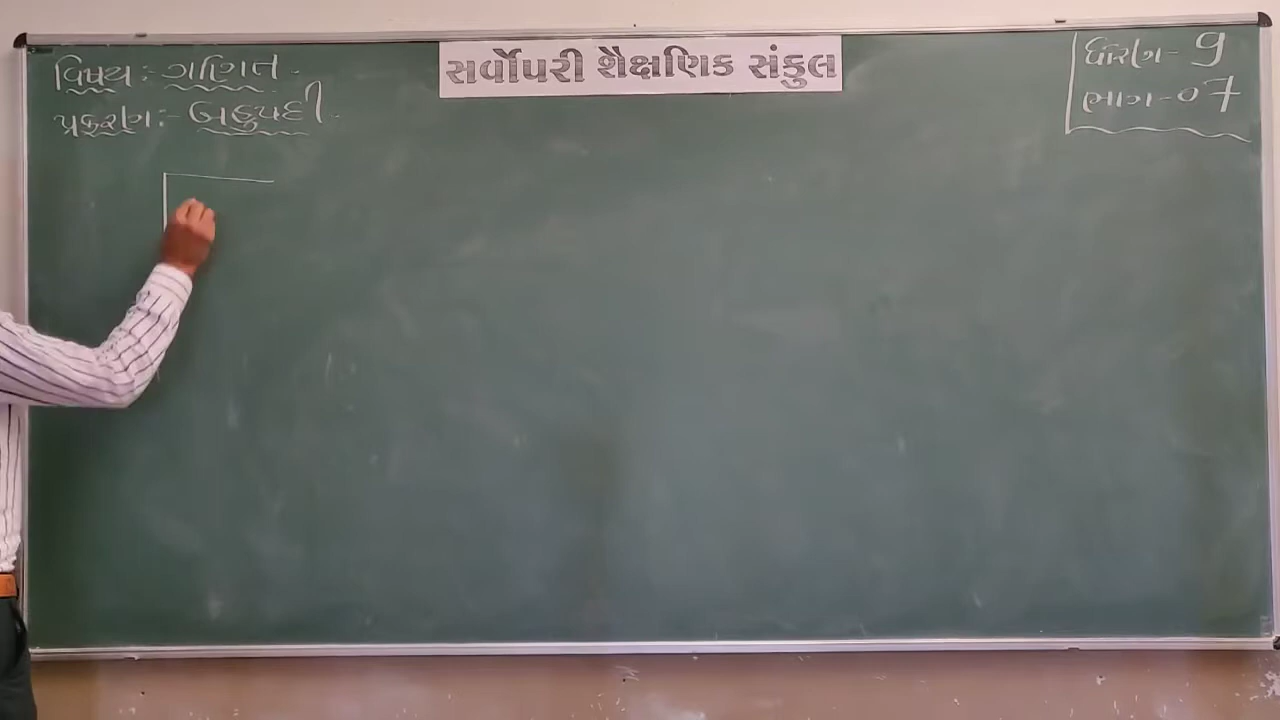 સર્વોપરી શૈક્ષણિક સંકુલ
વિષય :- ગણિત .
પ્રકરણ :- બહુપદી .
ધોરણ - 9
ભાગ - 07